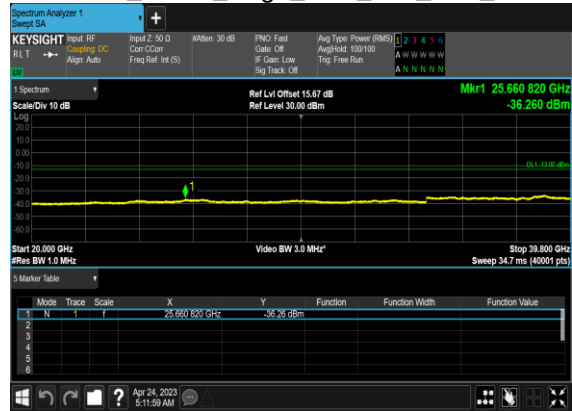 Spectrum Analyzer 1
Swept SA
KEYSIGHT Input: RF Input Z: 50 Ω #Atten: 30 dB PNO: Fast Avg Type: Power (RMS) 1 2 3 4 5 6
RLT Coupling: DC Corr CCorr Gate: Off Avg|Hold: 100/100 A W W W W W
Align: Auto Freq Ref: Int (S) IF Gain: Low Trig: Free Run A N N N N N
Sig Track: Off
1 Spectrum Ref Lvl Offset 15.67 dB Mkr1 25.660 820 GHz
Scale/Div 10 dB Ref Level 30.00 dBm -36.260 dBm
Log
20.0
10.0
0.00
-10.0 DL1 -13.00 dBm
-20.0
-30.0 1
-40.0
-50.0
-60.0
Start 20.000 GHz Video BW 3.0 MHz* Stop 39.800 GHz
#Res BW 1.0 MHz Sweep 34.7 ms (40001 pts)
5 Marker Table
Mode Trace Scale X Y Function Function Width Function Value
1 N 1 f 25.660 820 GHz -36.26 dBm
2
3
4
5
6
? Apr 24, 2023
5:11:59 AM